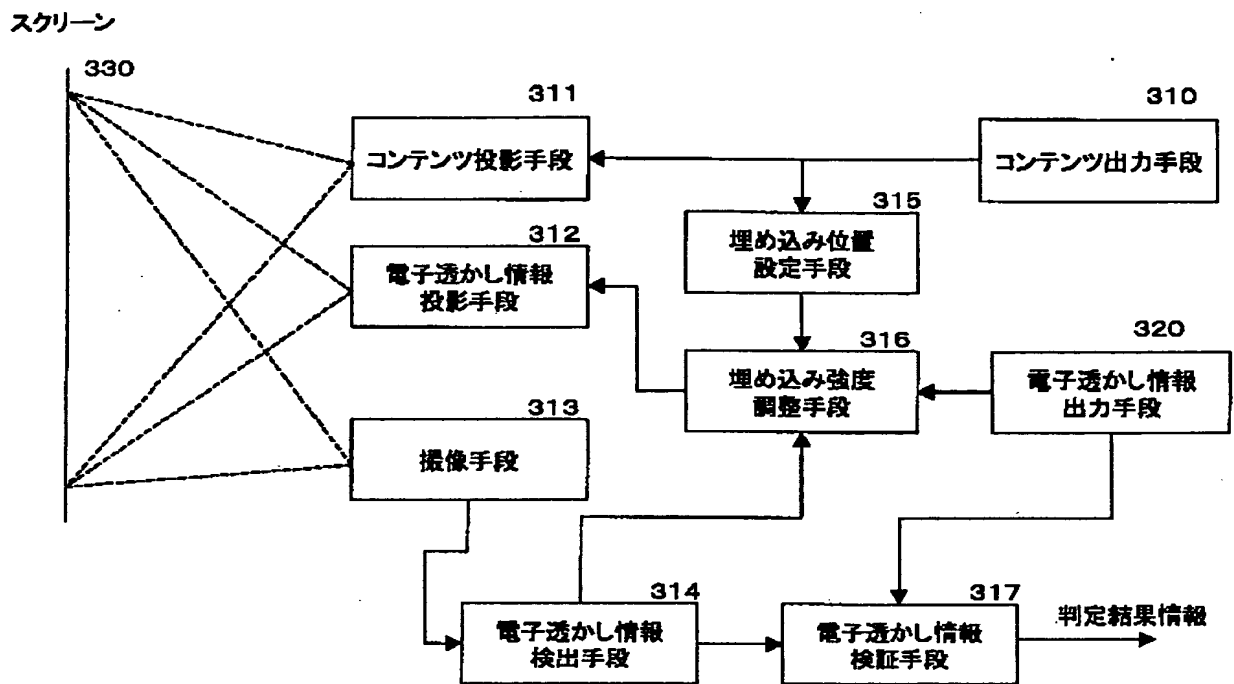 スクリーン
330
311
コンテンツ投影手段
310
コンテンツ出力手段
315
埋め込み位置
設定手段
312
電子透かし情報
投影手段
316
埋め込み強度
調整手段
320
電子透かし情報
出力手段
313
撮像手段
314
電子透かし情報
検出手段
317
電子透かし情報
検証手段
判定結果情報